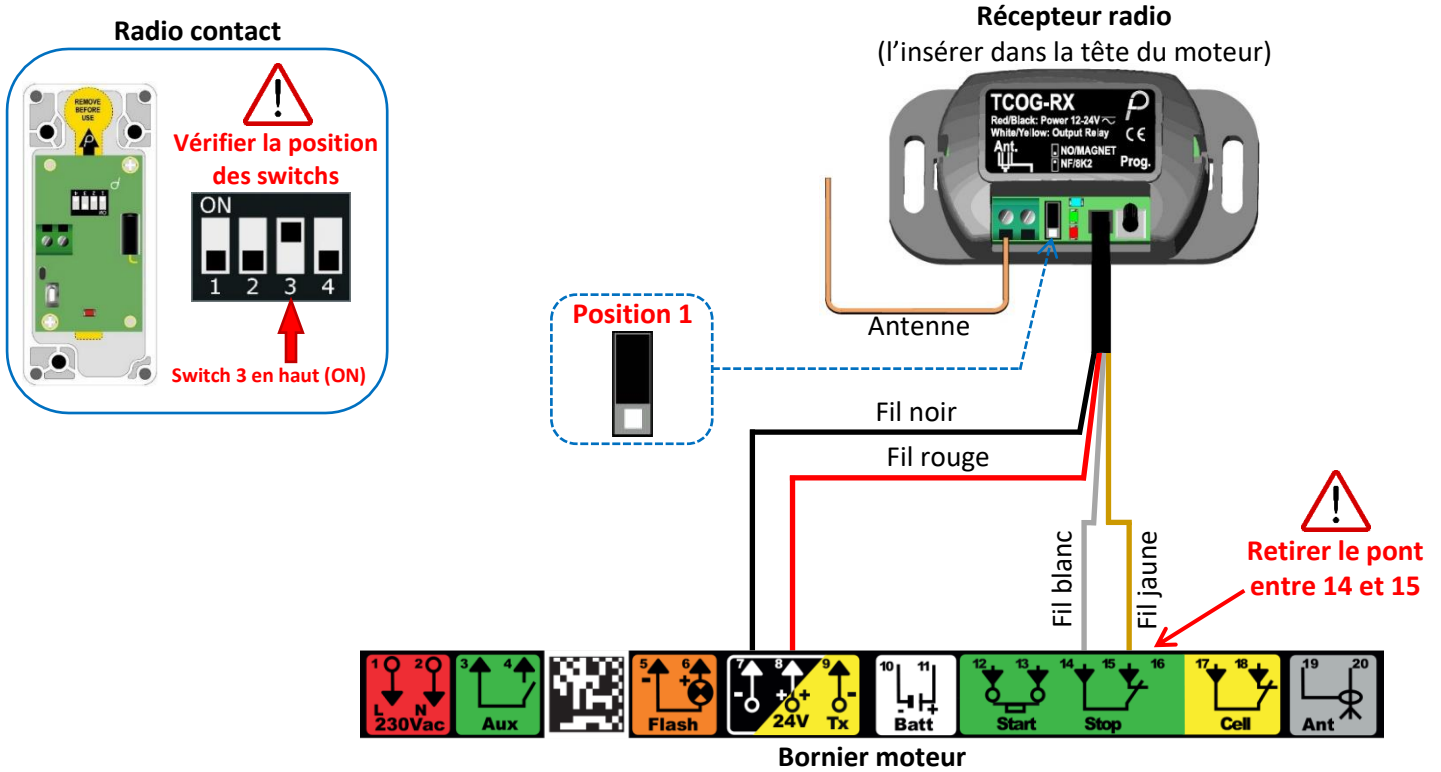 Radio contact
REMOVE
BEFORE
USE
Vérifier la position
des switchs
ON
1 2 3 4
Switch 3 en haut (ON)
Récepteur radio
(l’insérer dans la tête du moteur)
TCOG-RX
Red/Black: Power 12-24V
White/Yellow: Output Relay
CE
Ant.
NO/MAGNET
NF/8K2
Prog.
Position 1
Antenne
Fil noir
Fil rouge
Fil blanc
Fil jaune
Retirer le pont
entre 14 et 15
1 2 3 4 5 6 7 8 9 10 11 12 13 14 15 16 17 18 19 20
L N - + - + + - - +
230Vac Aux Flash 24V Tx Batt Start Stop Cell Ant
Bornier moteur